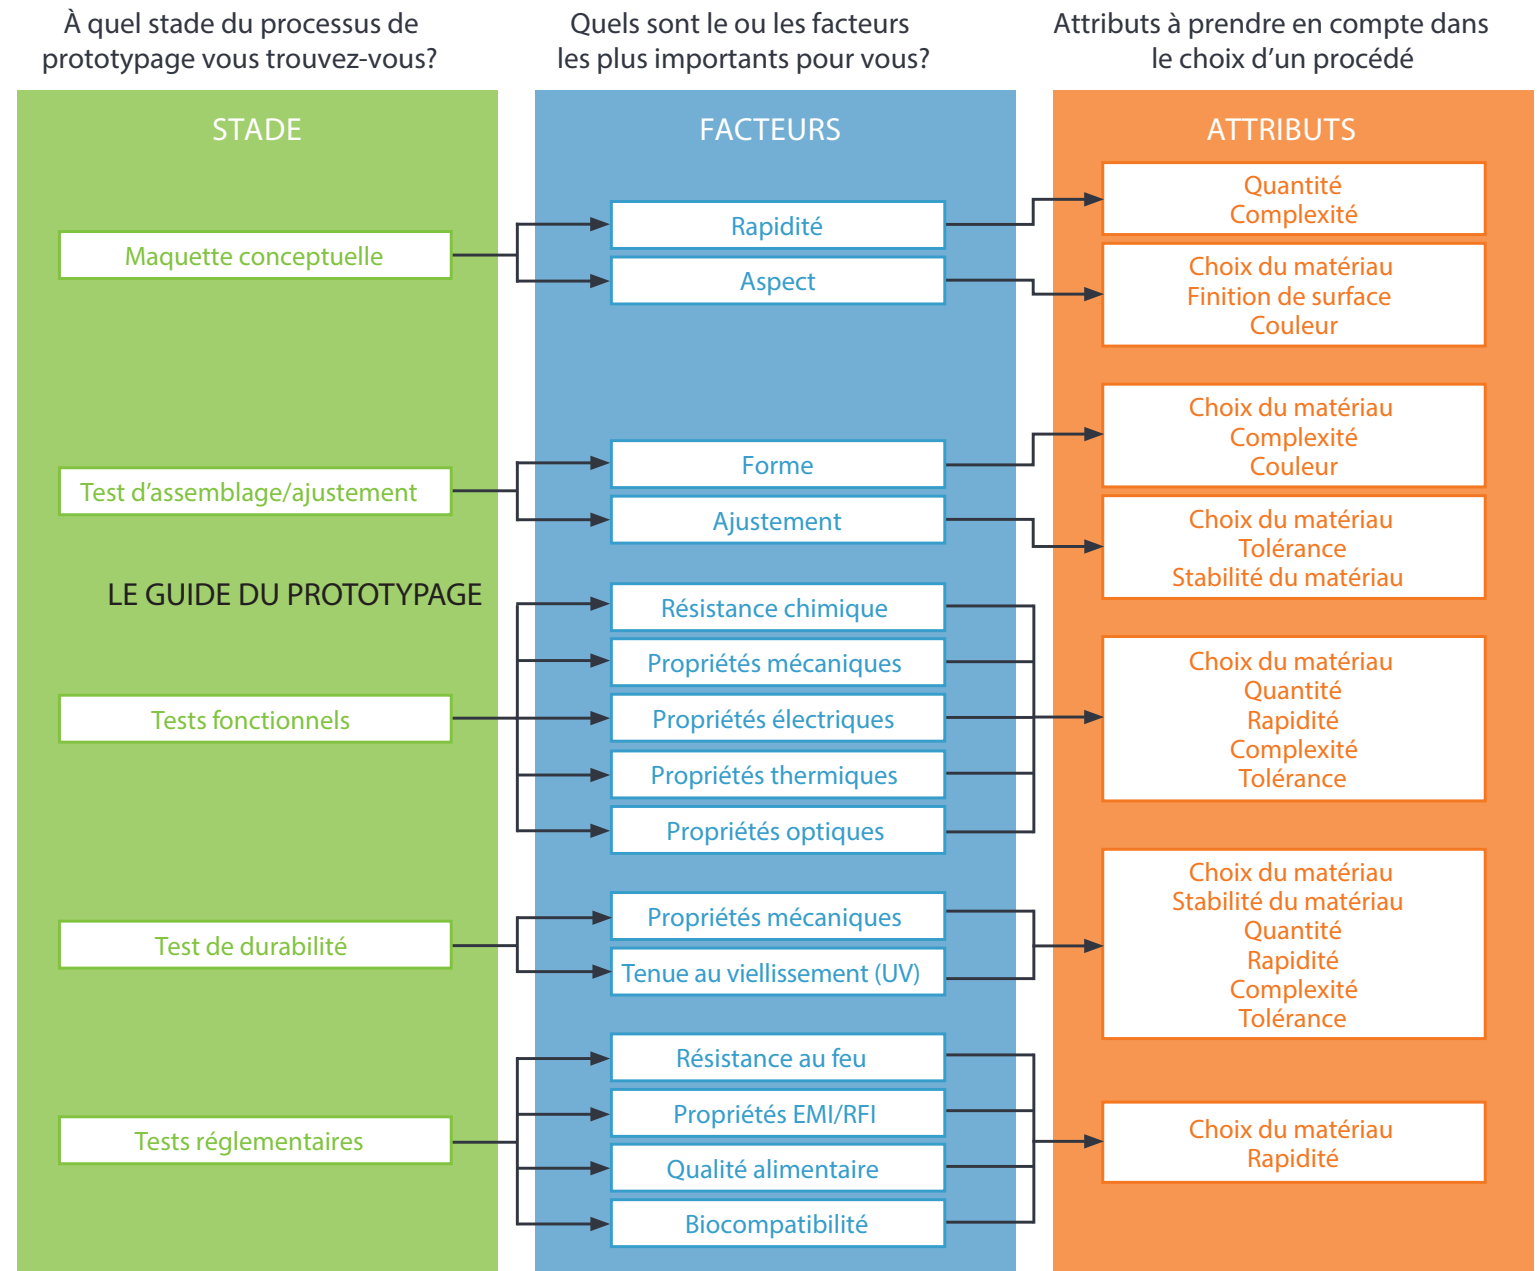 À quel stade du processus de
prototypage vous trouvez-vous?
Quels sont le ou les facteurs
les plus importants pour vous?
Attributs à prendre en compte dans
le choix d’un procédé
STADE
Maquette conceptuelle
Test d’assemblage/ajustement
LE GUIDE DU PROTOTYPAGE
Tests fonctionnels
Test de durabilité
Tests réglementaires
FACTEURS
Rapidité
Aspect
Forme
Ajustement
Résistance chimique
Propriétés mécaniques
Propriétés électriques
Propriétés thermiques
Propriétés optiques
Propriétés mécaniques
Tenue au viellissement (UV)
Résistance au feu
Propriétés EMI/RFI
Qualité alimentaire
Biocompatibilité
ATTRIBUTS
Quantité
Complexité
Choix du matériau
Finition de surface
Couleur
Choix du matériau
Complexité
Couleur
Choix du matériau
Tolérance
Stabilité du matériau
Choix du matériau
Quantité
Rapidité
Complexité
Tolérance
Choix du matériau
Stabilité du matériau
Quantité
Rapidité
Complexité
Tolérance
Choix du matériau
Rapidité